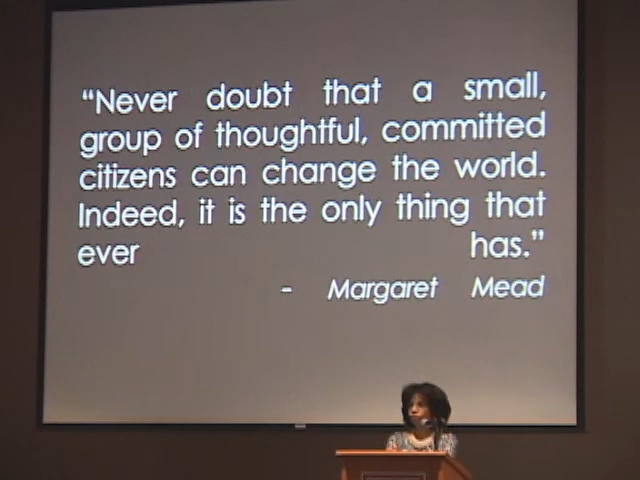 “Never doubt that a small,
group of thoughtful, committed
citizens can change the world.
Indeed, it is the only thing that
ever has.”
- Margaret Mead